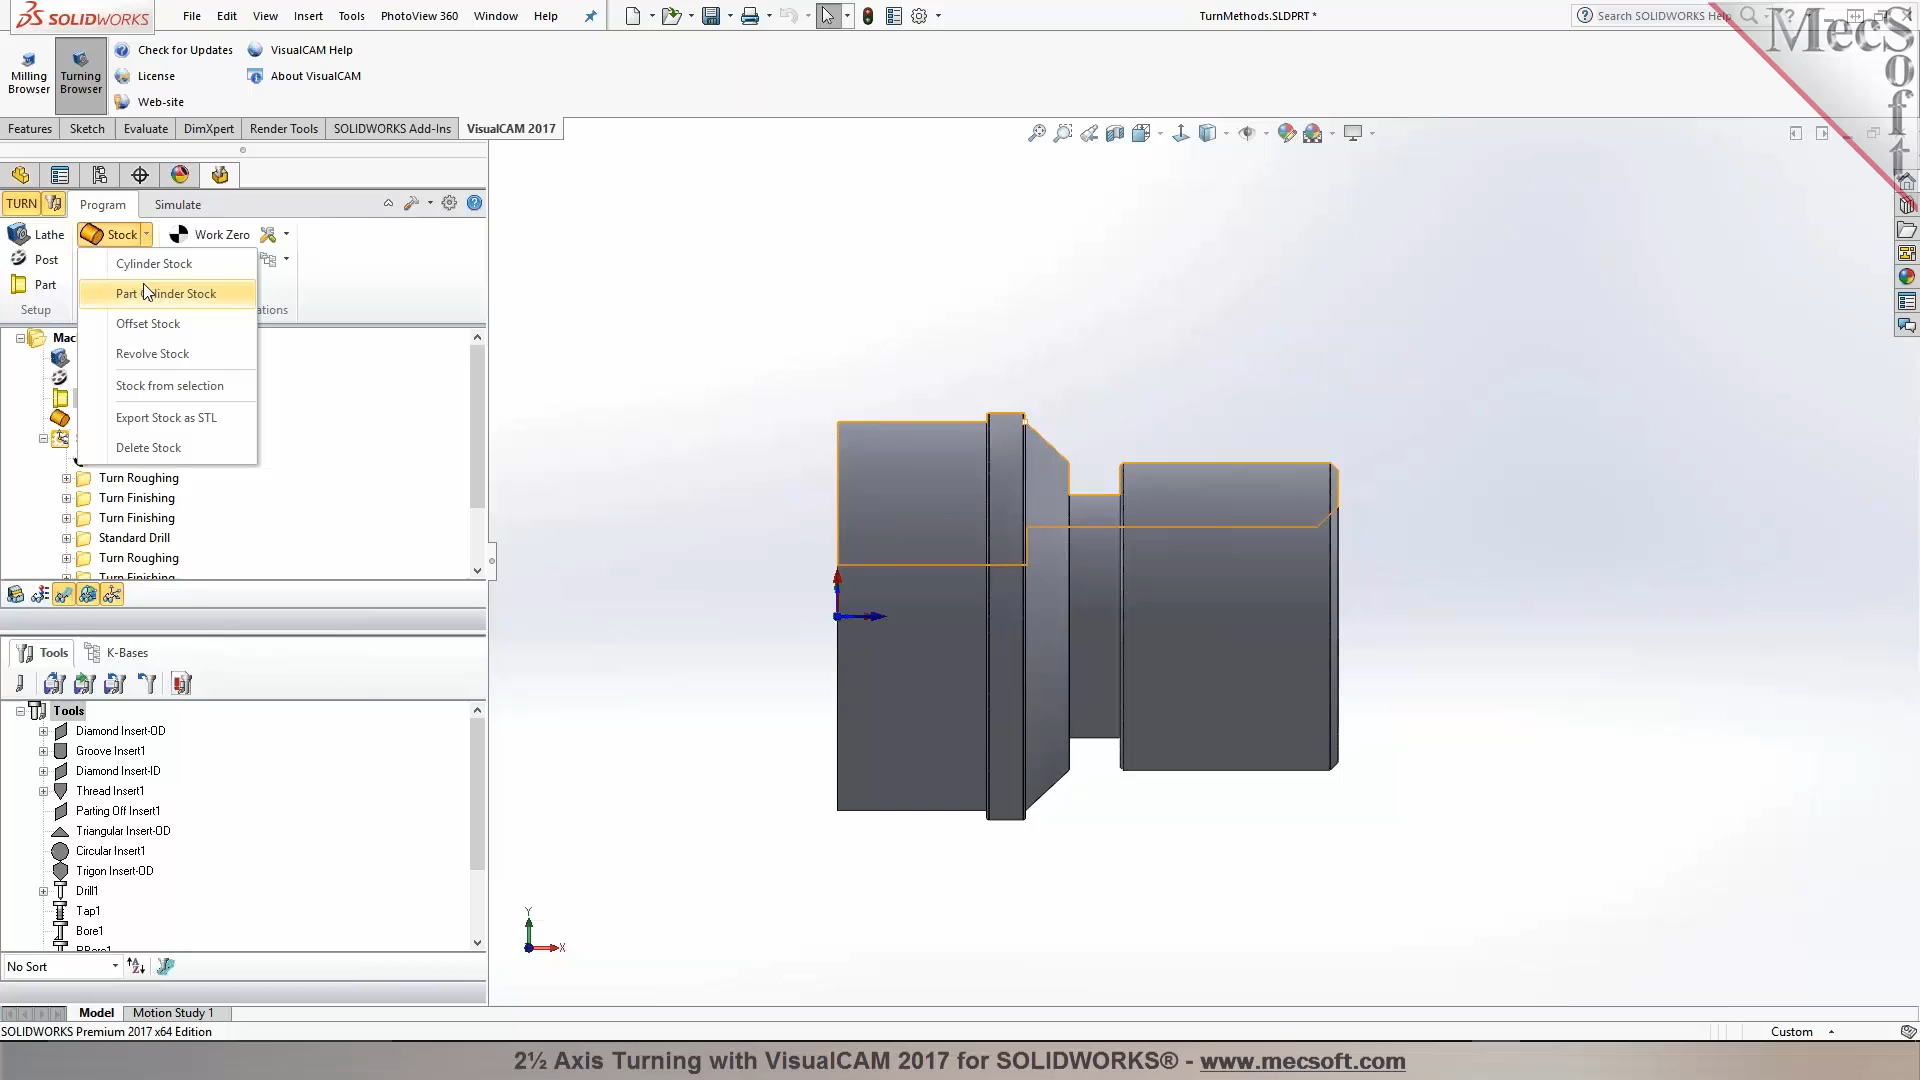 SOLIDWORKS
File Edit View Insert Tools PhotoView 360 Window Help
TurnMethods.SLDPRT *
Search SOLIDWORKS Help
MecSoft
Milling Browser
Turning Browser
Check for Updates
VisualCAM Help
License
About VisualCAM
Web-site
Features Sketch Evaluate DimXpert Render Tools SOLIDWORKS Add-Ins VisualCAM 2017
TURN Program Simulate
Lathe Stock Work Zero
Post
Part
Setup
ations
Cylinder Stock
Part Cylinder Stock
Offset Stock
Revolve Stock
Stock from selection
Export Stock as STL
Delete Stock
Mac
Turn Roughing
Turn Finishing
Turn Finishing
Standard Drill
Turn Roughing
Turn Finishing
Tools K-Bases
Tools
Diamond Insert-OD
Groove Insert1
Diamond Insert-ID
Thread Insert1
Parting Off Insert1
Triangular Insert-OD
Circular Insert1
Trigon Insert-OD
Drill1
Tap1
Bore1
Y
X
No Sort
Model Motion Study 1
SOLIDWORKS Premium 2017 x64 Edition
Custom
2½ Axis Turning with VisualCAM 2017 for SOLIDWORKS® - www.mecsoft.com